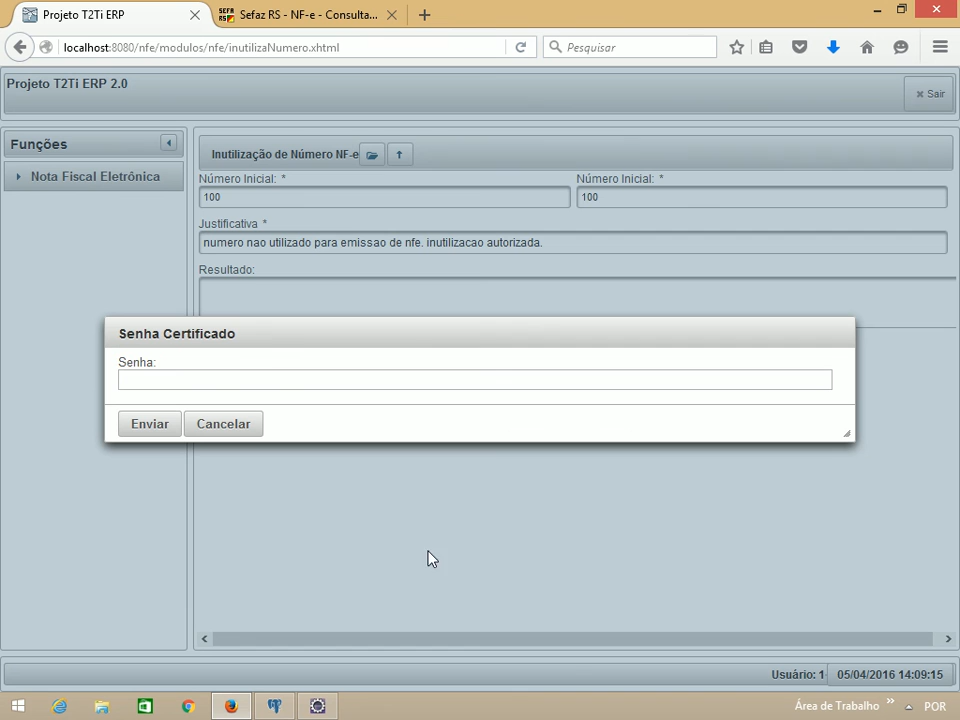 Projeto T2Ti ERP
SEFA RS Sefaz RS - NF-e - Consulta...
localhost:8080/nfe/modulos/nfe/inutilizaNumero.xhtml
Pesquisar
Projeto T2Ti ERP 2.0
Sair
Funções
Nota Fiscal Eletrônica
Inutilização de Número NF-e
Número Inicial: *
Número Inicial: *
100
100
Justificativa *
numero nao utilizado para emissao de nfe. inutilizacao autorizada.
Resultado:
Senha Certificado
Senha:
Enviar
Cancelar
Usuário: 1
05/04/2016 14:09:15
Área de Trabalho
POR